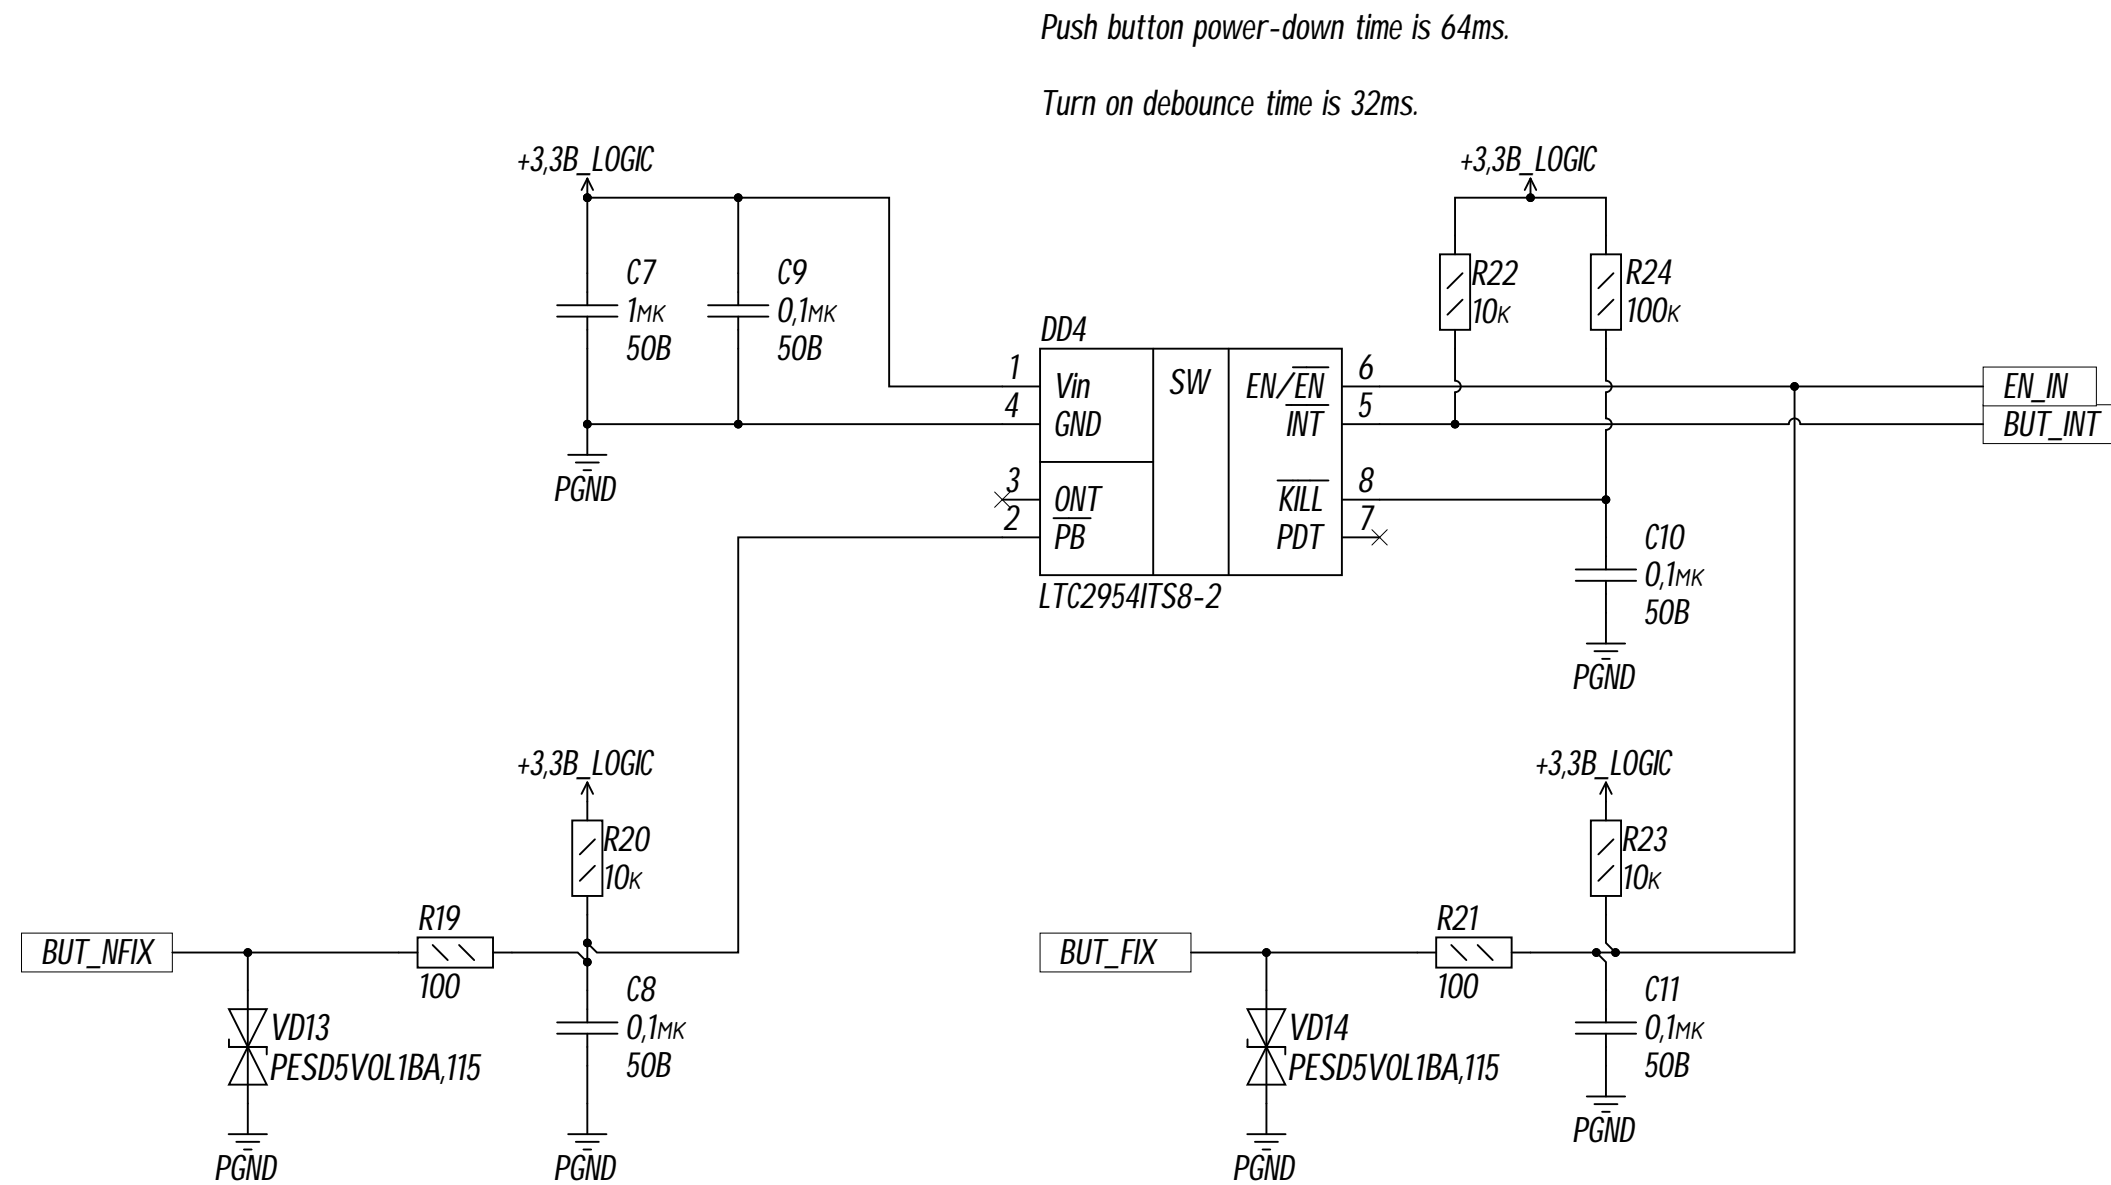 Push button power-down time is 64ms.
Turn on debounce time is 32ms.
+3,3В_LOGIC
+3,3В_LOGIC
C7
1мк
50В
C9
0,1мк
50В
R22
10к
R24
100к
DD4
1
4
3
2
Vin
GND
ONT
PB
SW
EN/EN
INT
KILL
PDT
6
5
8
7
LTC2954ITS8-2
EN_IN
BUT_INT
PGND
C10
0,1мк
50В
PGND
+3,3В_LOGIC
R20
10к
BUT_NFIX
R19
100
VD13
PESD5V0L1BA,115
C8
0,1мк
50В
PGND
PGND
+3,3В_LOGIC
R23
10к
BUT_FIX
R21
100
VD14
PESD5V0L1BA,115
C11
0,1мк
50В
PGND
PGND